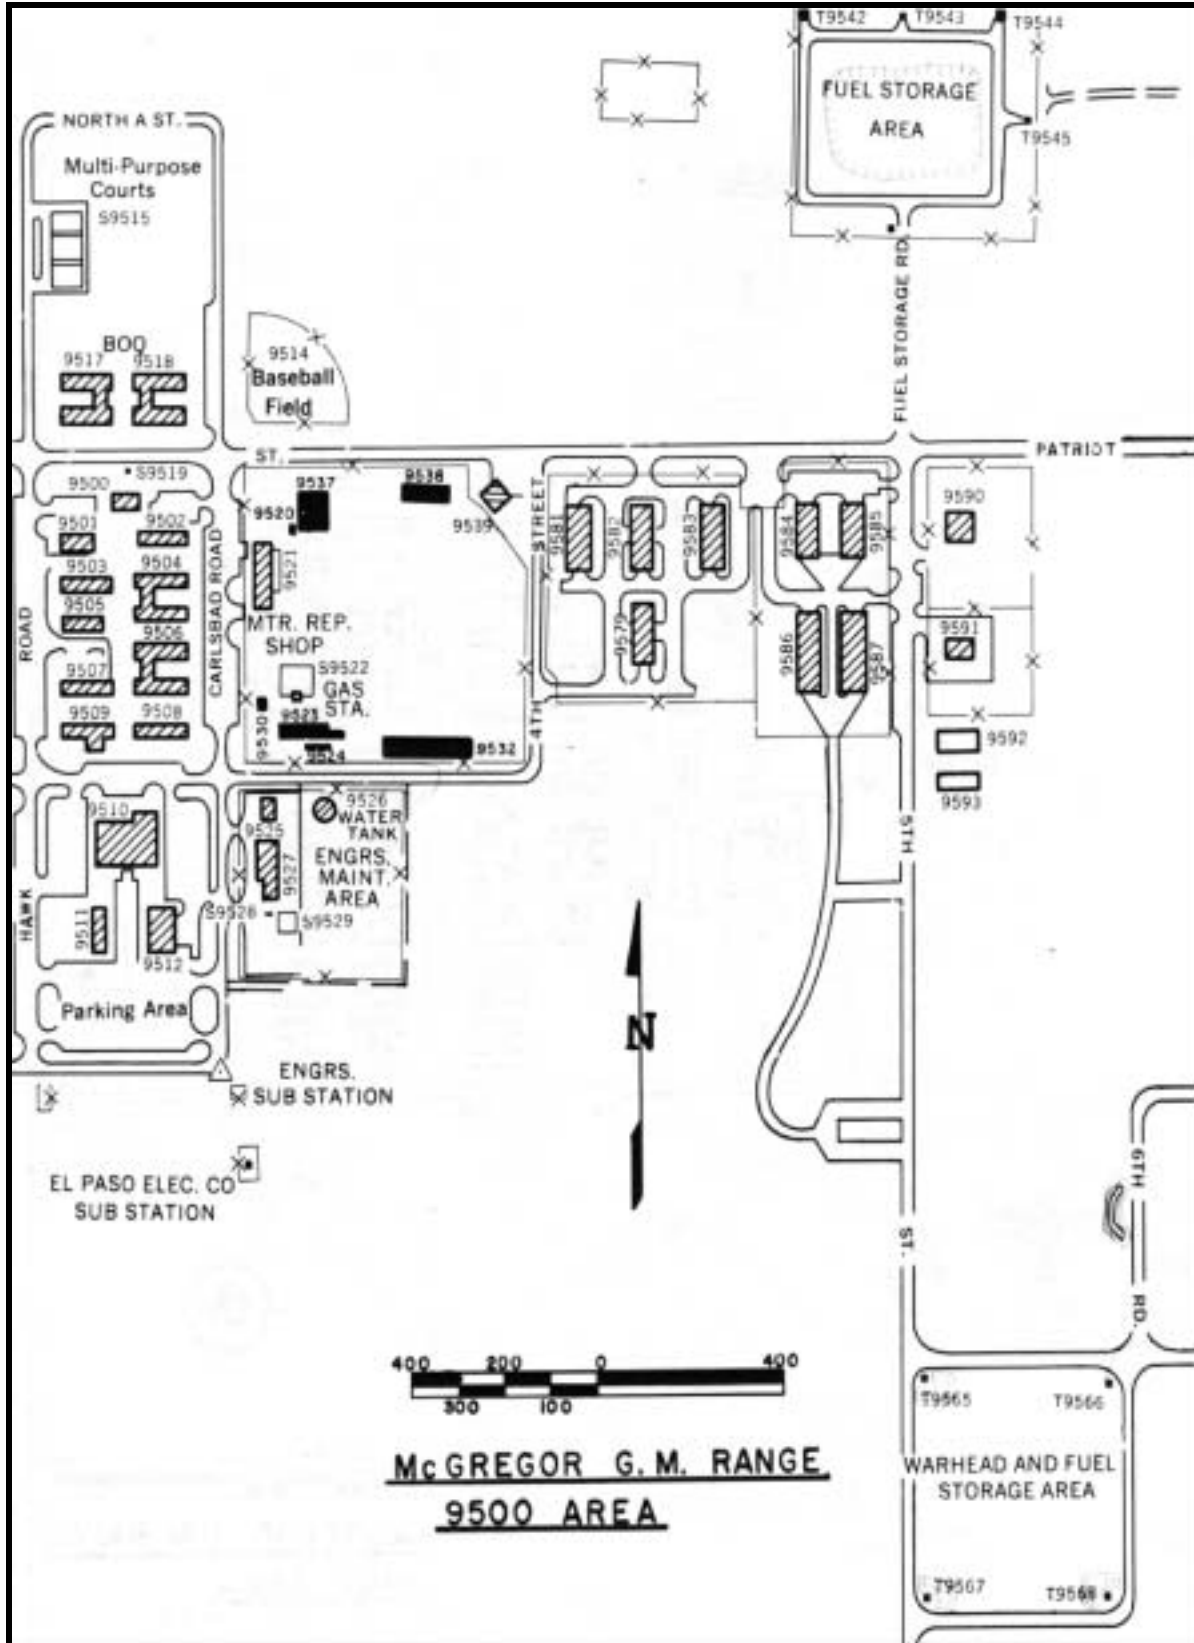 T9542
T9543
T9544
FUEL STORAGE
AREA
T9545
NORTH A ST.
Multi-Purpose
Courts
S9515
FUEL STORAGE RD.
BOQ
9517
9518
9514
Baseball
Field
ST.
PATRIOT
S9519
9500
9501
9502
9503
9504
9505
9506
9507
9508
9509
ROAD
CARLSBAD ROAD
9537
9538
9520
9539
9521
MTR. REP.
SHOP
S9522
GAS
STA.
9530
9523
9524
9532
STREET
4TH
9581
9582
9583
9584
9585
9590
9579
9586
9587
9591
9592
9593
5TH
9510
9525
9526
WATER
TANK
9527
ENGRS.
MAINT.
AREA
HAWK
9511
9512
S9528
S9529
Parking Area
N
ENGRS.
SUB STATION
EL PASO ELEC. CO
SUB STATION
6TH
RD.
ST.
400 200 0 400
300 100
T9565
T9566
McGREGOR G. M. RANGE
9500 AREA
WARHEAD AND FUEL
STORAGE AREA
T9567
T9568